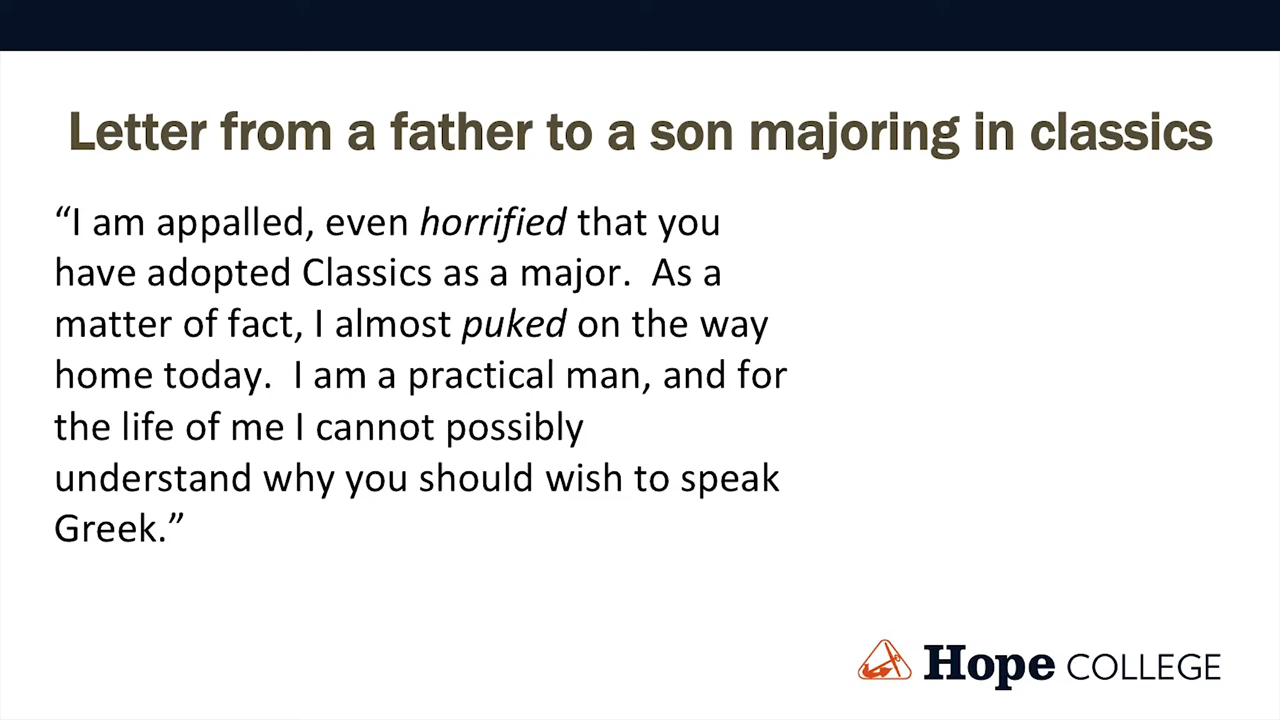 Letter from a father to a son majoring in classics
“I am appalled, even horrified that you
have adopted Classics as a major.  As a
matter of fact, I almost puked on the way
home today.  I am a practical man, and for
the life of me I cannot possibly
understand why you should wish to speak
Greek.”
Hope COLLEGE